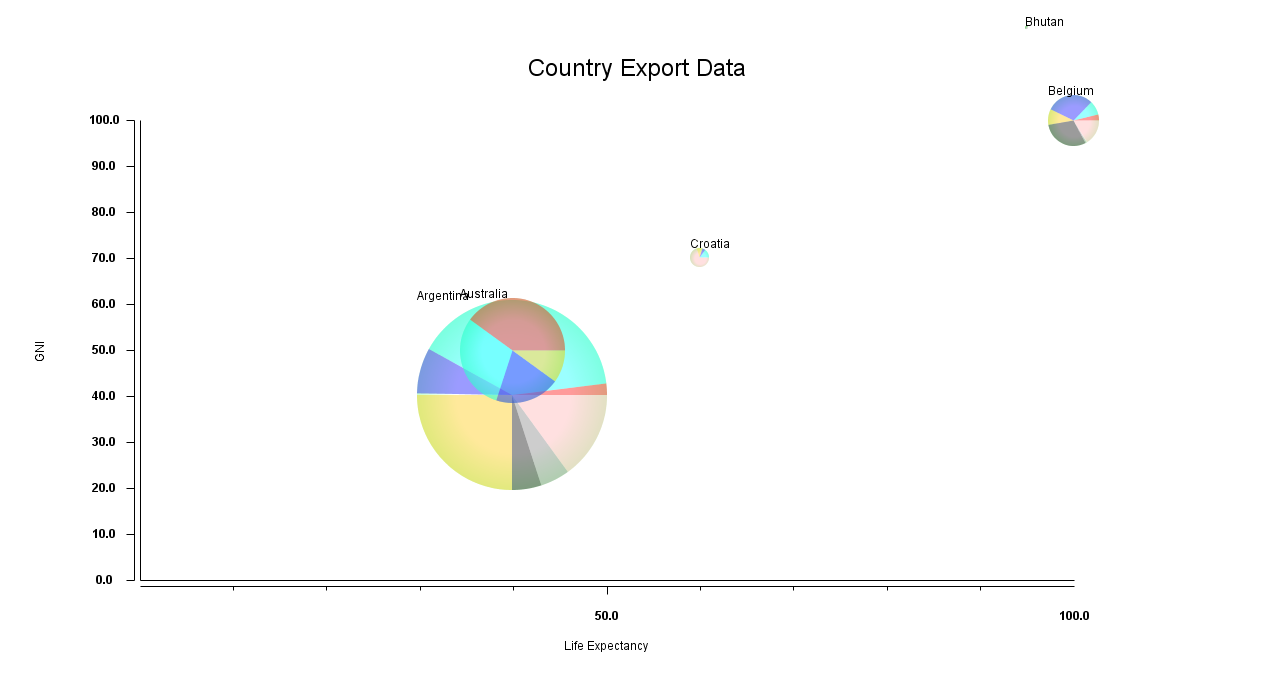 Bhutan
Country Export Data
Belgium
100.0
90.0
80.0
70.0
60.0
50.0
40.0
30.0
20.0
10.0
0.0
GNI
Croatia
Argentina
Australia
50.0
100.0
Life Expectancy